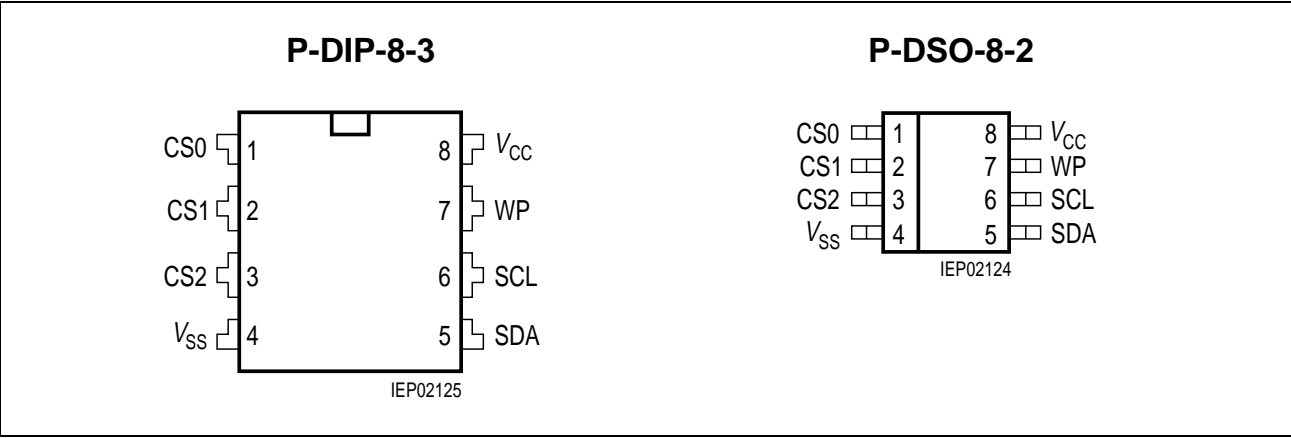 P-DIP-8-3
CS0 1 8 VCC
CS1 2 7 WP
CS2 3 6 SCL
VSS 4 5 SDA
IEP02125
P-DSO-8-2
CS0 1 8 VCC
CS1 2 7 WP
CS2 3 6 SCL
VSS 4 5 SDA
IEP02124